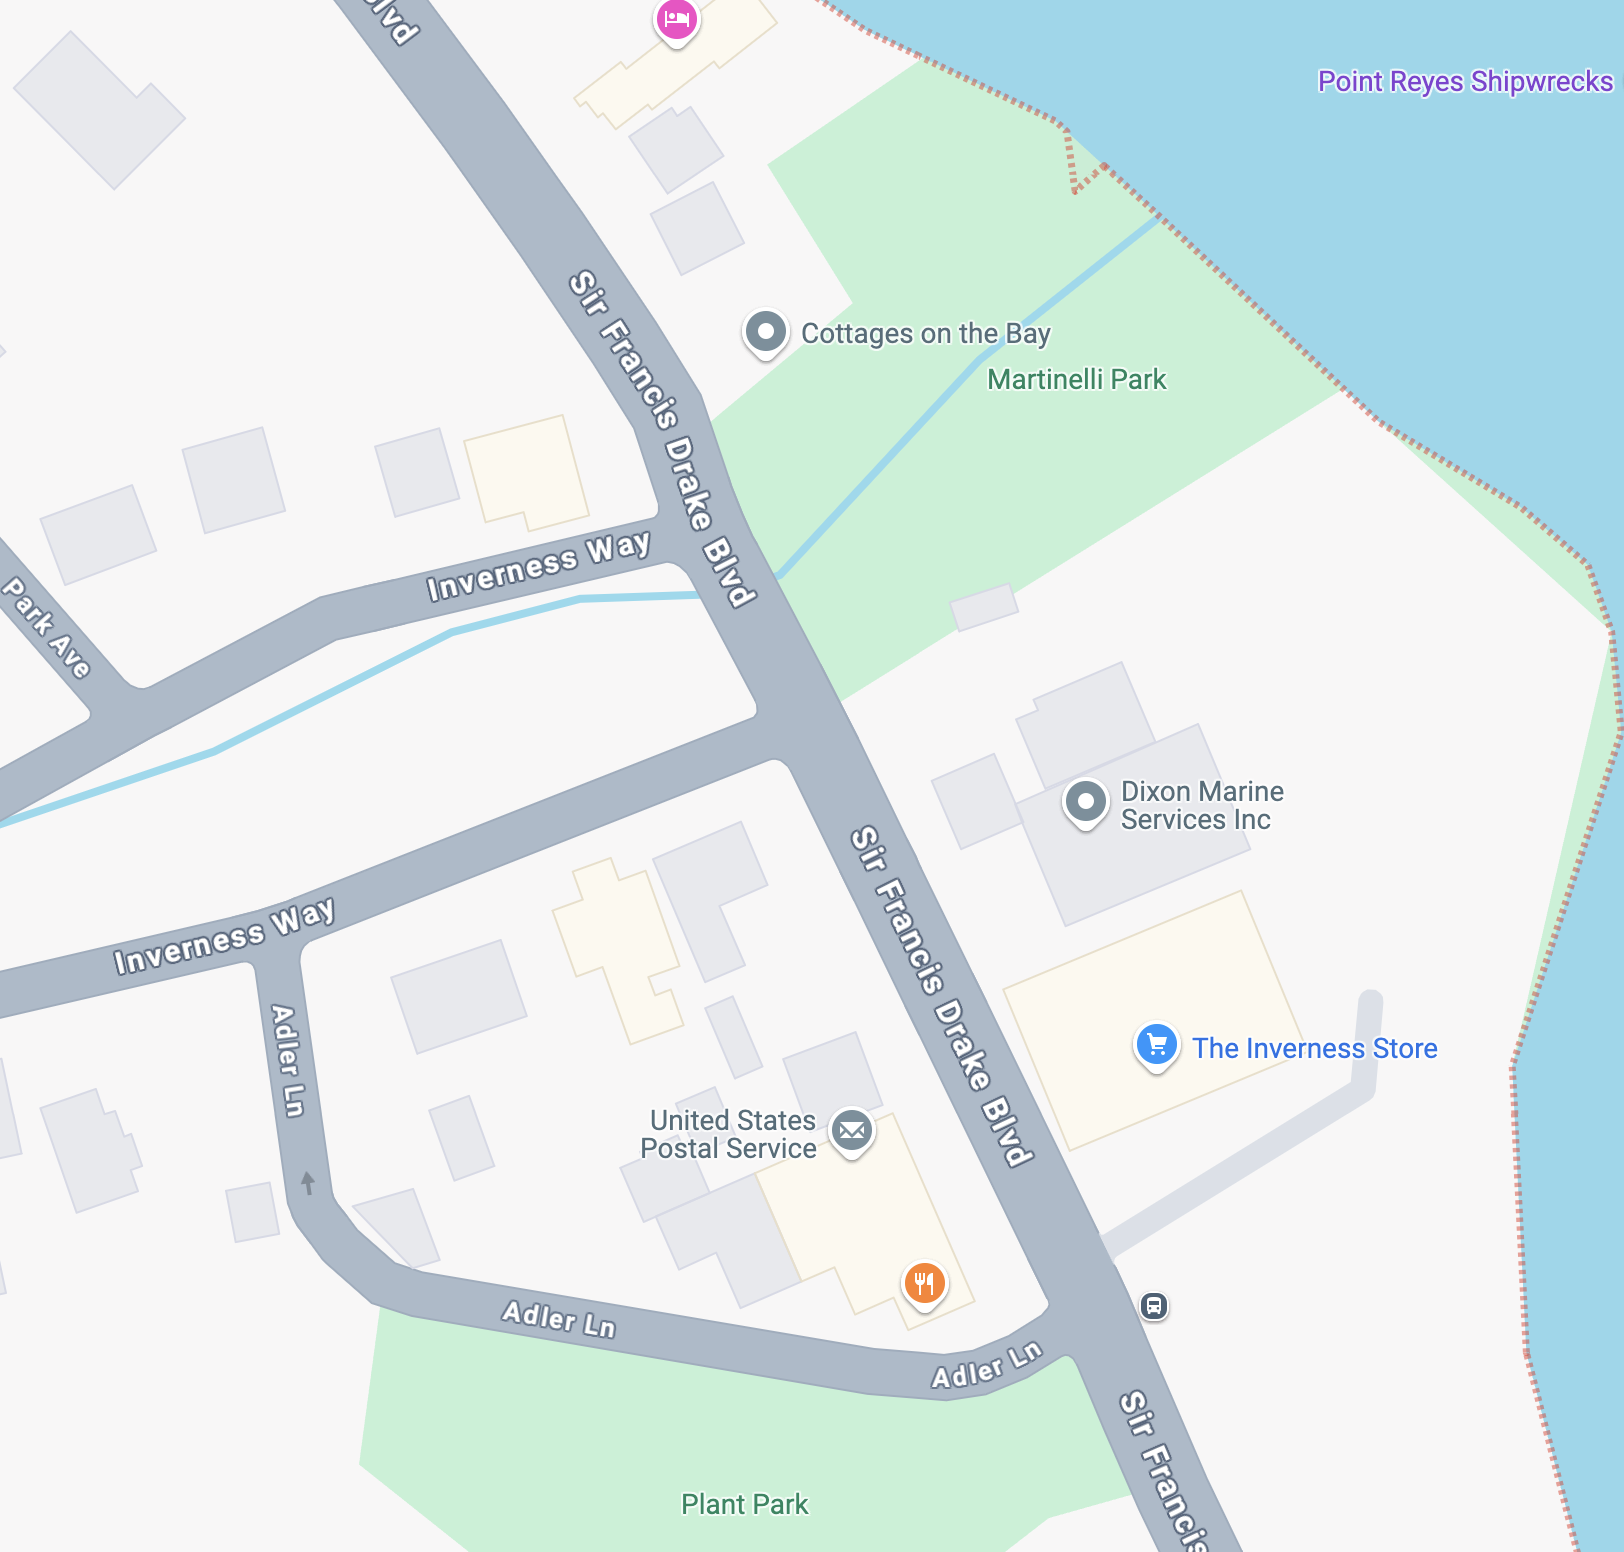 Blvd
Point Reyes Shipwrecks
Sir Francis Drake Blvd
Cottages on the Bay
Martinelli Park
Inverness Way
Park Ave
Dixon Marine
Services Inc
Sir Francis Drake Blvd
Inverness Way
Adler Ln
The Inverness Store
United States
Postal Service
Adler Ln
Adler Ln
Sir Francis
Plant Park